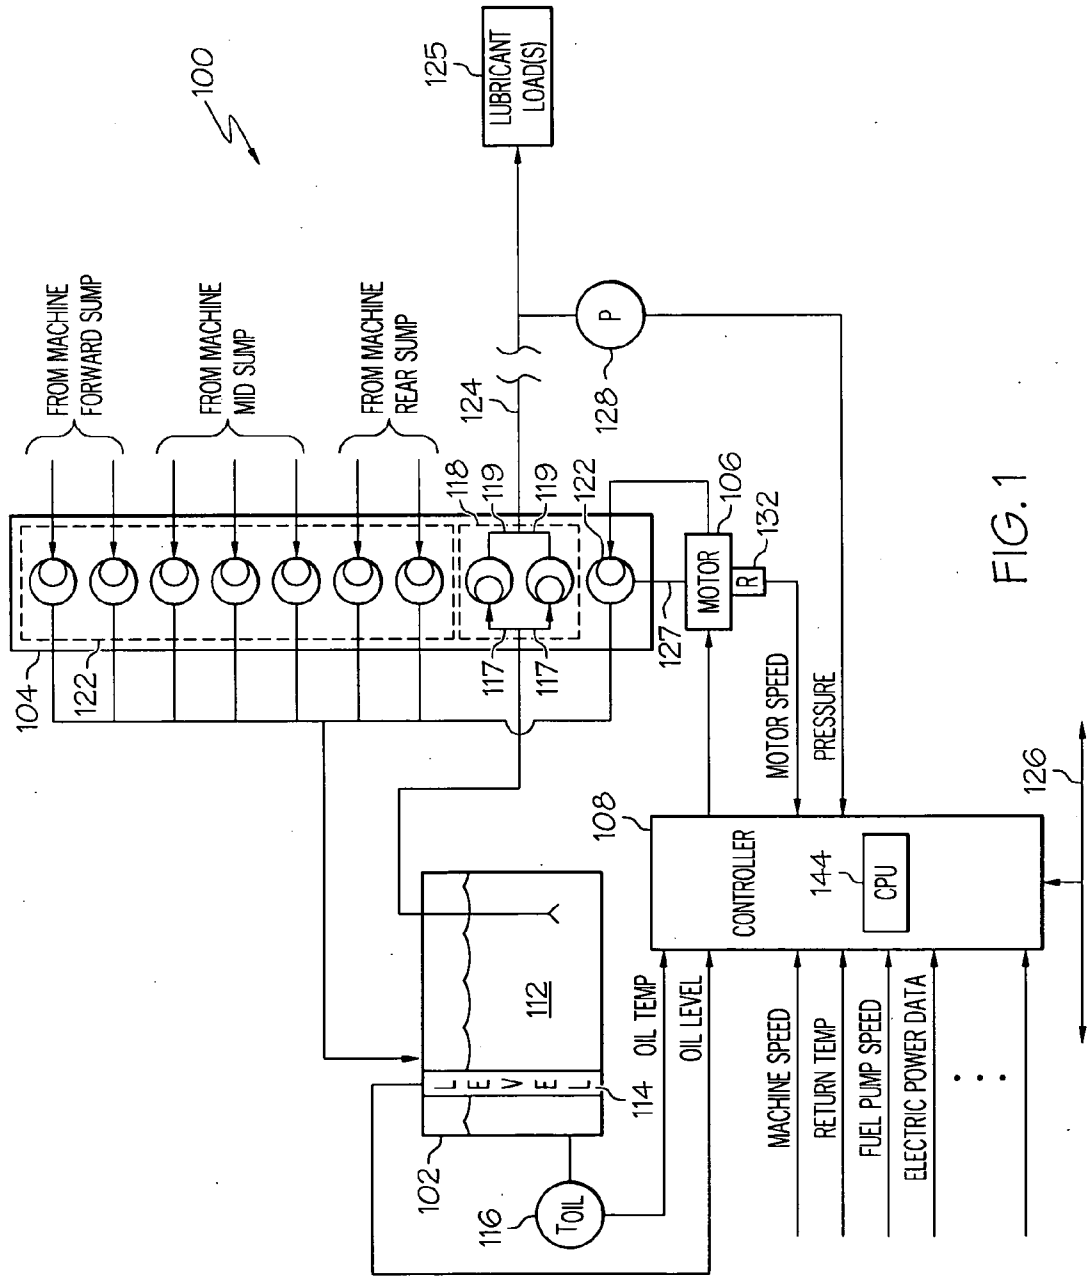 100
125
LUBRICANT
LOAD(S)
FROM MACHINE
FORWARD SUMP
FROM MACHINE
MID SUMP
FROM MACHINE
REAR SUMP
P
128
124
118
119
119
122
104
122
117
117
127
MOTOR
106
R
132
MOTOR SPEED
PRESSURE
108
CONTROLLER
144
CPU
126
112
LEVEL
114
102
TOIL
116
OIL TEMP
OIL LEVEL
MACHINE SPEED
RETURN TEMP
FUEL PUMP SPEED
ELECTRIC POWER DATA
FIG. 1